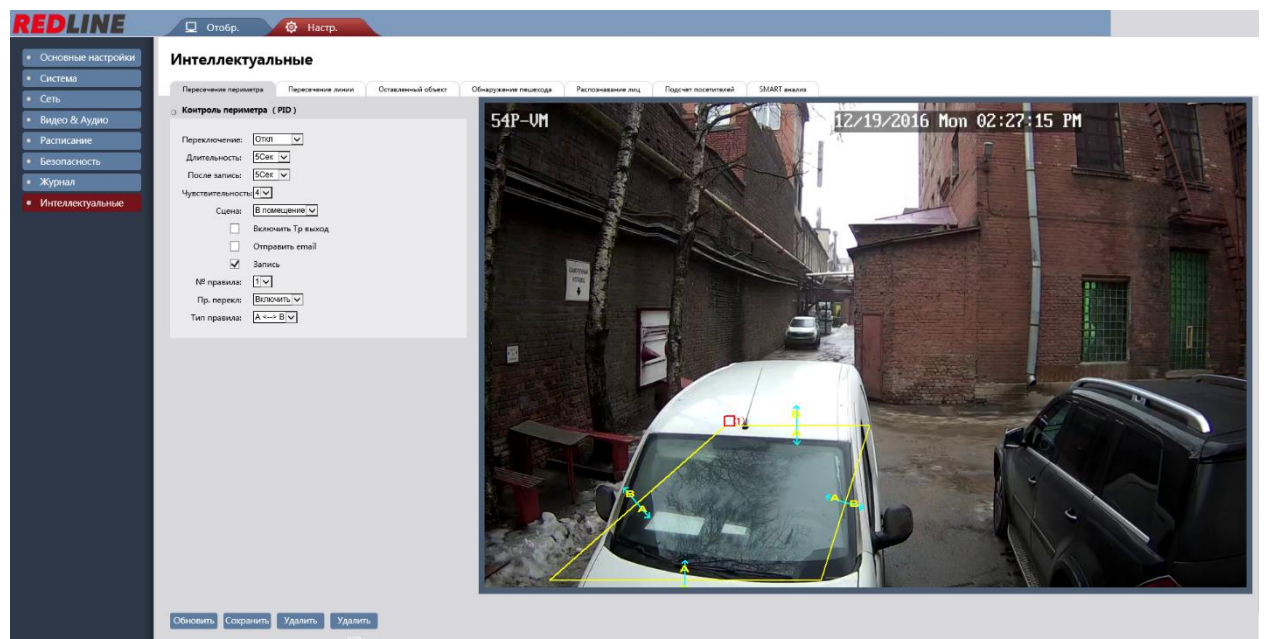 REDLINE
Отобр.
Настр.
Основные настройки
Система
Сеть
Видео & Аудио
Расписание
Безопасность
Журнал
Интеллектуальные
Интеллектуальные
Пересечение периметра
Пересечение линии
Оставленный объект
Обнаружение пешехода
Распознавание лиц
Подсчет посетителей
SMART анализ
Контроль периметра ( PID )
Переключение: Откл
Длительность: 5Сек
После запись: 5Сек
Чувствительность: 4
Сцена: В помещение
Включить Тр выход
Отправить email
Запись
№ правила: 1
Пр. перекл: Включить
Тип правила: A <--> B
54P-VM
12/19/2016 Mon 02:27:15 PM
1
B
A
B
A
A
B
A
Обновить
Сохранить
Удалить
Удалить